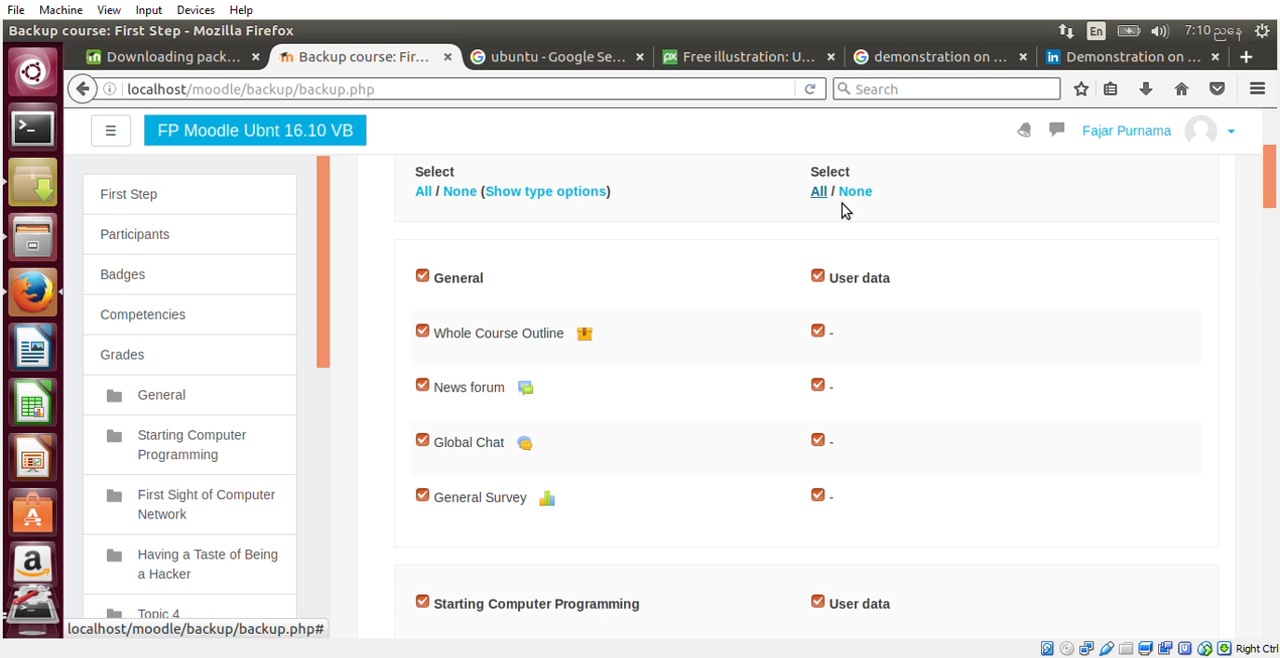 File Machine View Input Devices Help
Backup course: First Step - Mozilla Firefox
En 7:10 ညနေ
Downloading pack... × Backup course: Fir... × ubuntu - Google Se... × Free illustration: U... × demonstration on ... × Demonstration on ... × +
localhost/moodle/backup/backup.php Search
FP Moodle Ubnt 16.10 VB Fajar Purnama
Select Select
All / None (Show type options) All / None
First Step
Participants
Badges
Competencies
Grades
General
Starting Computer
Programming
First Sight of Computer
Network
Having a Taste of Being
a Hacker
Topic 4
General User data
Whole Course Outline -
News forum -
Global Chat -
General Survey -
Starting Computer Programming User data
localhost/moodle/backup/backup.php#
Right Ctrl